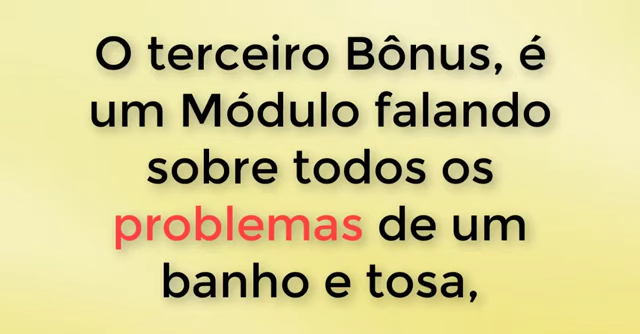 O terceiro Bônus, é
um Módulo falando
sobre todos os
problemas de um
banho e tosa,